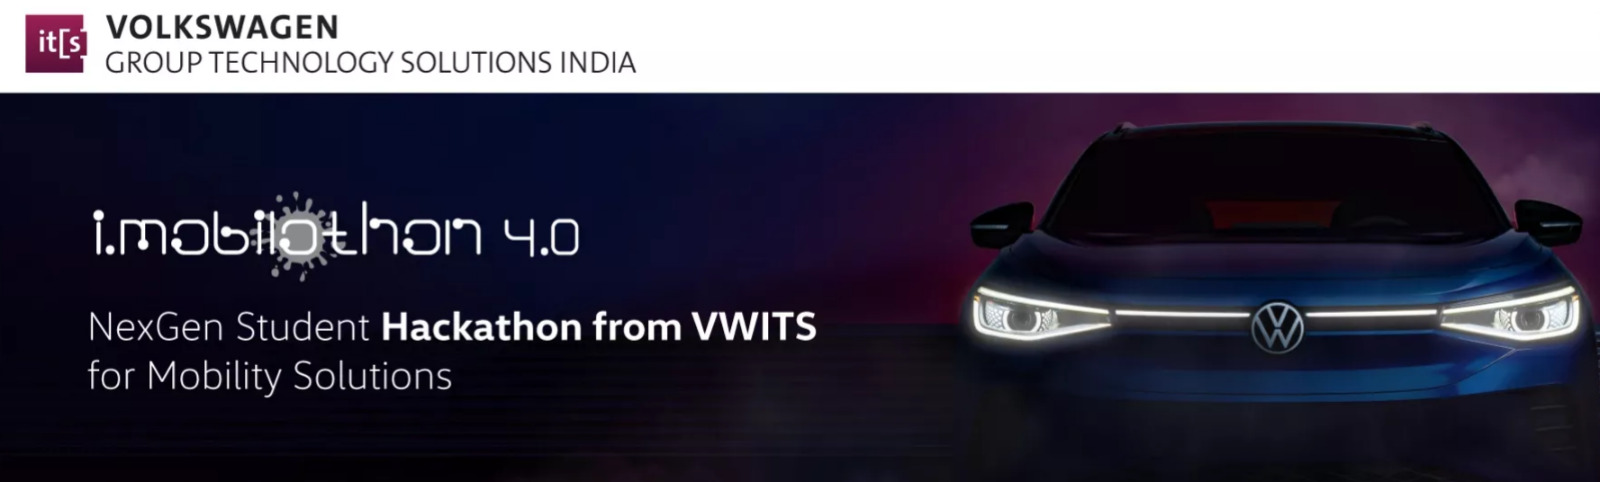 it[s
VOLKSWAGEN
GROUP TECHNOLOGY SOLUTIONS INDIA
i.mobilothon 4.0
NexGen Student Hackathon from VWITS
for Mobility Solutions